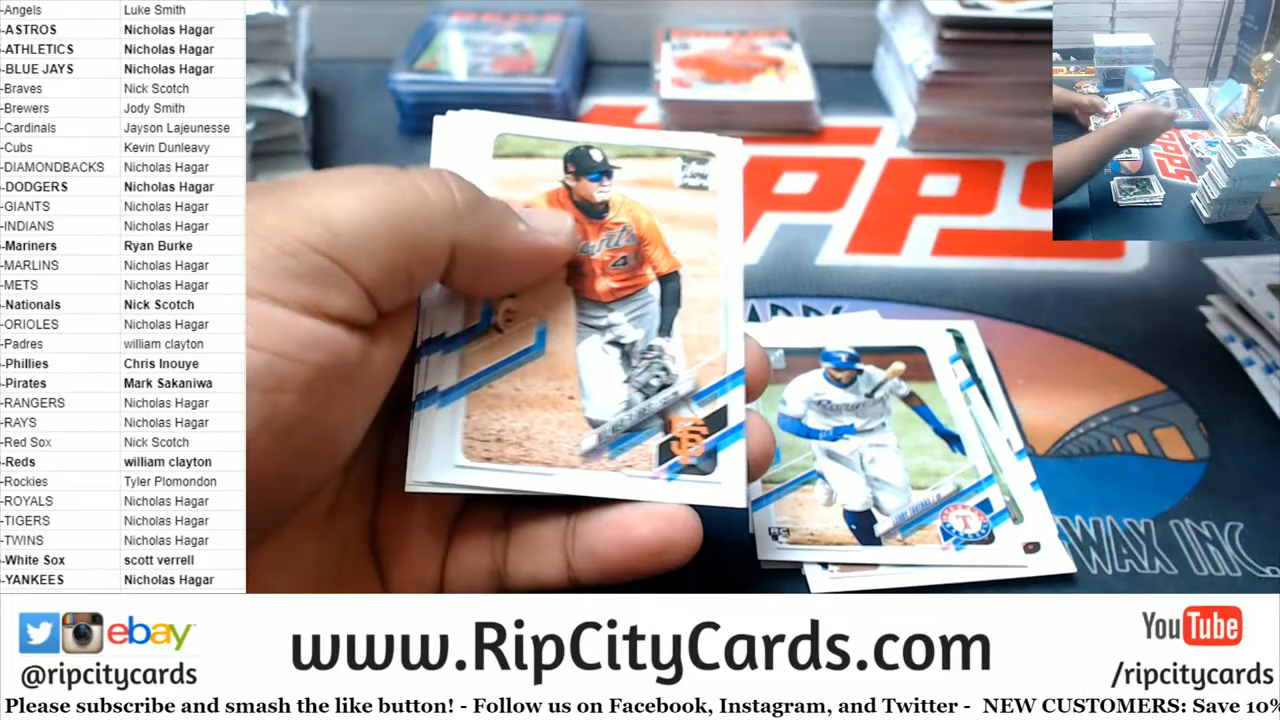 -Angels Luke Smith
-ASTROS Nicholas Hagar
-ATHLETICS Nicholas Hagar
-BLUE JAYS Nicholas Hagar
-Braves Nick Scotch
-Brewers Jody Smith
-Cardinals Jayson Lajeunesse
-Cubs Kevin Dunleavy
-DIAMONDBACKS Nicholas Hagar
-DODGERS Nicholas Hagar
-GIANTS Nicholas Hagar
-INDIANS Nicholas Hagar
-Mariners Ryan Burke
-MARLINS Nicholas Hagar
-METS Nicholas Hagar
-Nationals Nick Scotch
-ORIOLES Nicholas Hagar
-Padres william clayton
-Phillies Chris Inouye
-Pirates Mark Sakaniwa
-RANGERS Nicholas Hagar
-RAYS Nicholas Hagar
-Red Sox Nick Scotch
-Reds william clayton
-Rockies Tyler Plomondon
-ROYALS Nicholas Hagar
-TIGERS Nicholas Hagar
-TWINS Nicholas Hagar
-White Sox scott verrell
-YANKEES Nicholas Hagar
PPS
WAX INC.
SF
T
RC
ebay
@ripcitycards
www.RipCityCards.com
YouTube
/ripcitycards
Please subscribe and smash the like button! - Follow us on Facebook, Instagram, and Twitter - NEW CUSTOMERS: Save 10%